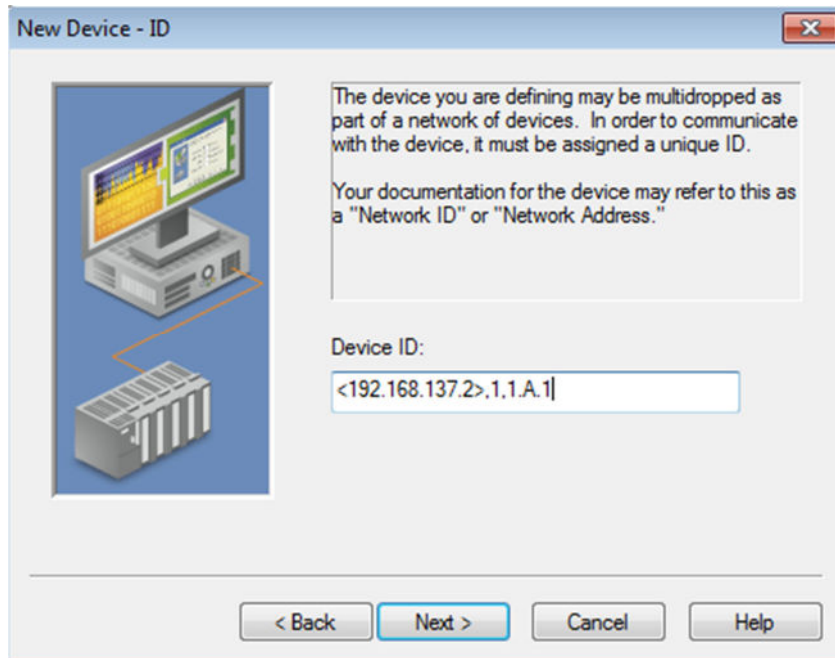 New Device - ID
The device you are defining may be multidropped as
part of a network of devices.  In order to communicate
with the device, it must be assigned a unique ID.
Your documentation for the device may refer to this as
a "Network ID" or "Network Address."
Device ID:
<192.168.137.2>,1,1.A.1
< Back
Next >
Cancel
Help